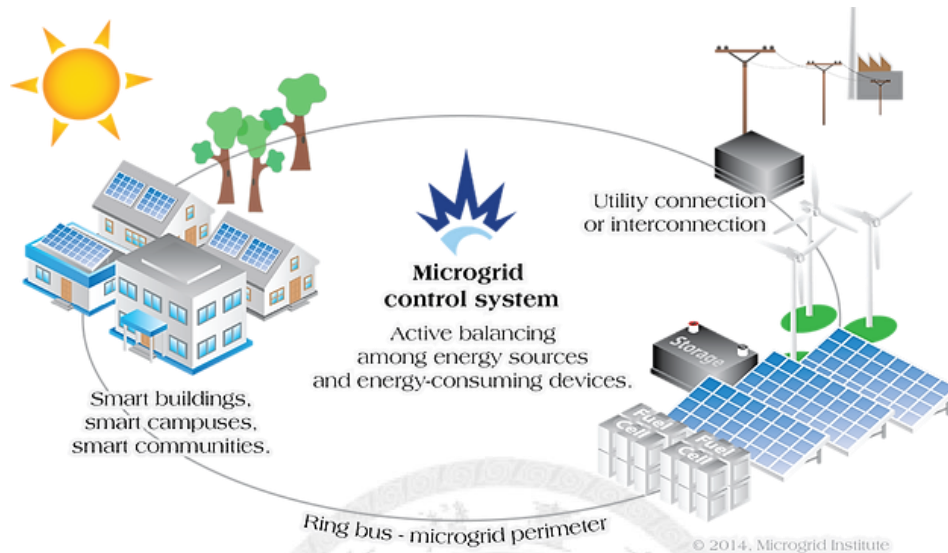 Utility connection
or interconnection
Microgrid
control system
Active balancing
among energy sources
and energy-consuming devices.
Storage
Smart buildings,
smart campuses,
smart communities.
Fuel
Cell
Fuel
Cell
Ring bus - microgrid perimeter
© 2014, Microgrid Institute